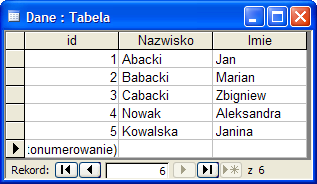 Dane : Tabela
id Nazwisko Imie
1 Abacki Jan
2 Babacki Marian
3 Cabacki Zbigniew
4 Nowak Aleksandra
5 Kowalska Janina
tonumerowanie)
Rekord: 6 z 6